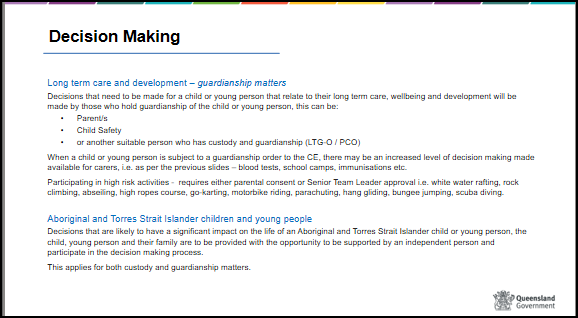 Decision Making
Long term care and development – guardianship matters
Decisions that need to be made for a child or young person that relate to their long term care, wellbeing and development will be
made by those who hold guardianship of the child or young person, this can be;
• Parent/s
• Child Safety
• or another suitable person who has custody and guardianship (LTG-O / PCO)
When a child or young person is subject to a guardianship order to the CE, there may be an increased level of decision making made
available for carers, i.e. as per the previous slides – blood tests, school camps, immunisations etc.
Participating in high risk activities - requires either parental consent or Senior Team Leader approval i.e. white water rafting, rock
climbing, abseiling, high ropes course, go-karting, motorbike riding, parachuting, hang gliding, bungee jumping, scuba diving.
Aboriginal and Torres Strait Islander children and young people
Decisions that are likely to have a significant impact on the life of an Aboriginal and Torres Strait Islander child or young person, the
child, young person and their family are to be provided with the opportunity to be supported by an independent person and
participate in the decision making process.
This applies for both custody and guardianship matters.
Queensland
Government